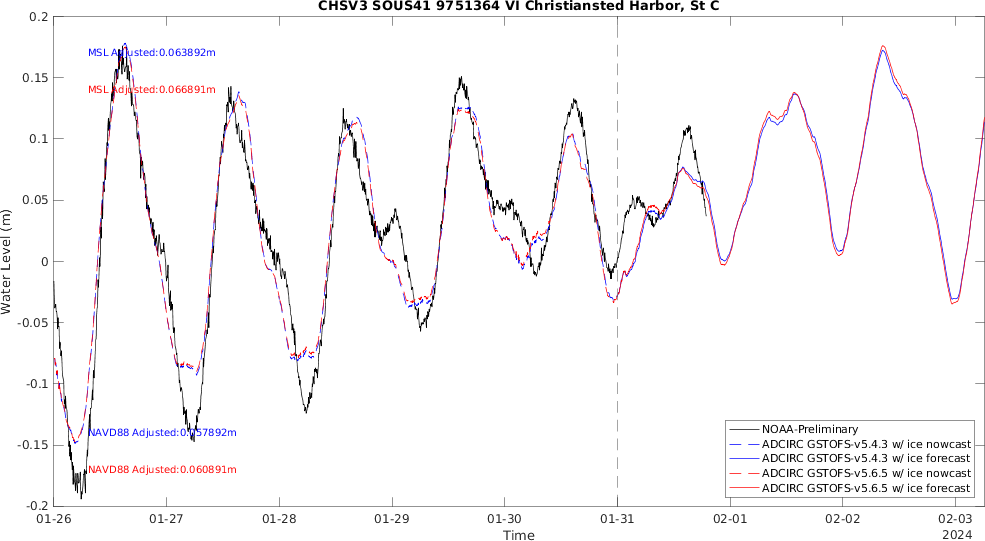 CHSV3 SOUS41 9751364 VI Christiansted Harbor, St C
0.2
0.15
0.1
0.05
0
-0.05
-0.1
-0.15
-0.2
Water Level (m)
MSL Adjusted:0.063892m
MSL Adjusted:0.066891m
NAVD88 Adjusted:0.057892m
NAVD88 Adjusted:0.060891m
NOAA-Preliminary
ADCIRC GSTOFS-v5.4.3 w/ ice nowcast
ADCIRC GSTOFS-v5.4.3 w/ ice forecast
ADCIRC GSTOFS-v5.6.5 w/ ice nowcast
ADCIRC GSTOFS-v5.6.5 w/ ice forecast
01-26 01-27 01-28 01-29 01-30 01-31 02-01 02-02 02-03
Time
2024